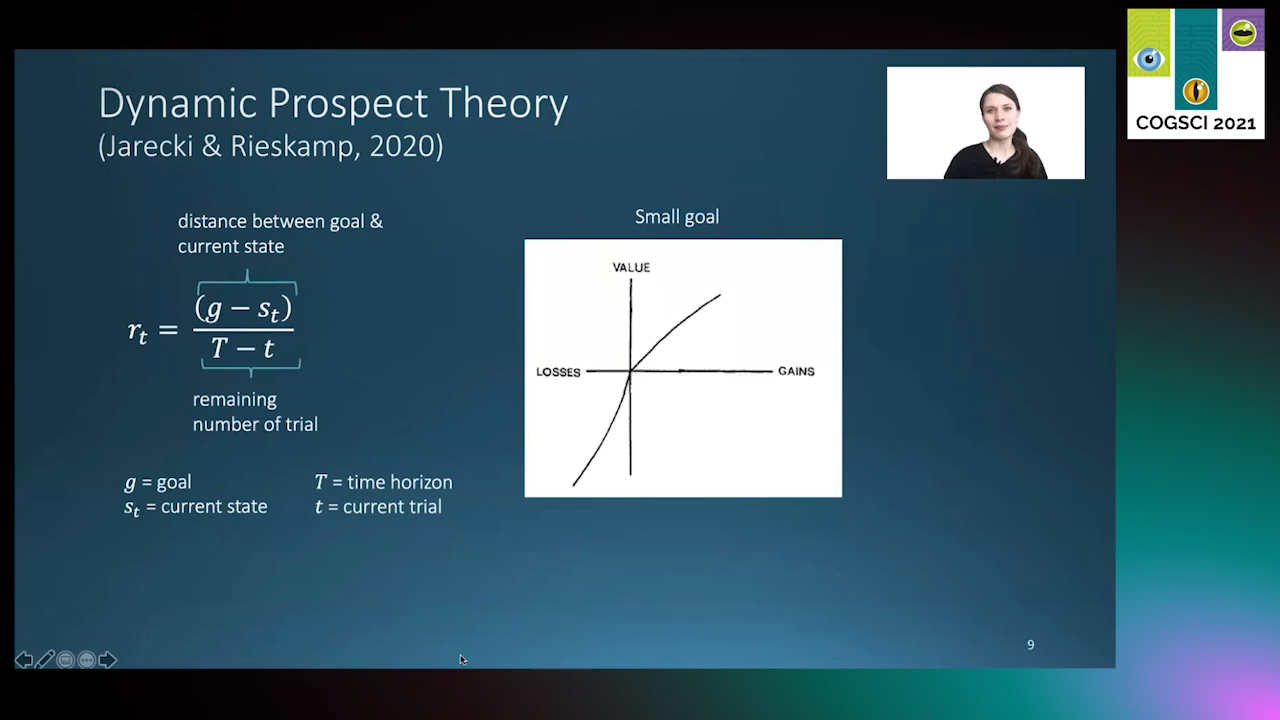 Dynamic Prospect Theory
(Jarecki & Rieskamp, 2020)
distance between goal &
current state
r_t = (g − s_t) / T − t
remaining
number of trial
g = goal
s_t = current state
T = time horizon
t = current trial
Small goal
VALUE
LOSSES
GAINS
9
COGSCI 2021